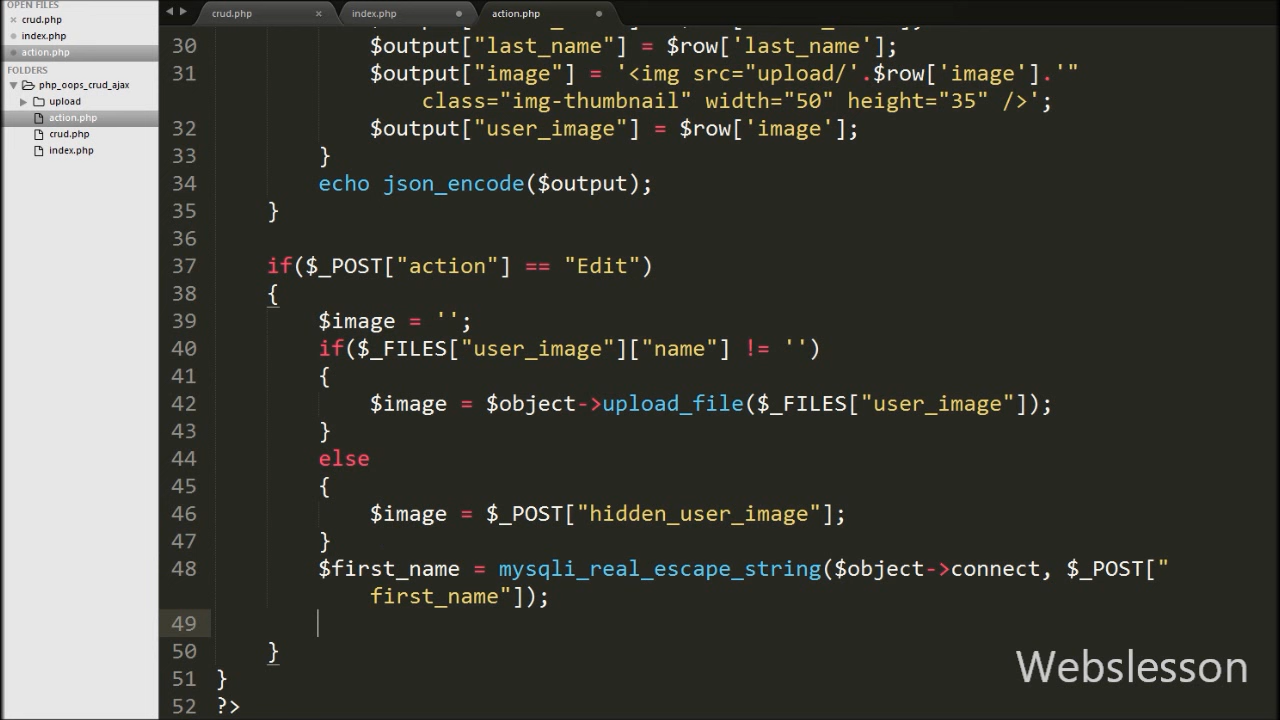 OPEN FILES
crud.php
index.php
action.php
FOLDERS
php_oops_crud_ajax
upload
action.php
crud.php
index.php
crud.php × index.php action.php
30 $output["last_name"] = $row['last_name'];
31 $output["image"] = '<img src="upload/'.$row['image'].'"
class="img-thumbnail" width="50" height="35" />';
32 $output["user_image"] = $row['image'];
33 }
34 echo json_encode($output);
35 }
36
37 if($_POST["action"] == "Edit")
38 {
39 $image = '';
40 if($_FILES["user_image"]["name"] != '')
41 {
42 $image = $object->upload_file($_FILES["user_image"]);
43 }
44 else
45 {
46 $image = $_POST["hidden_user_image"];
47 }
48 $first_name = mysqli_real_escape_string($object->connect, $_POST["
first_name"]);
49
50 }
51 }
52 ?>
Webslesson